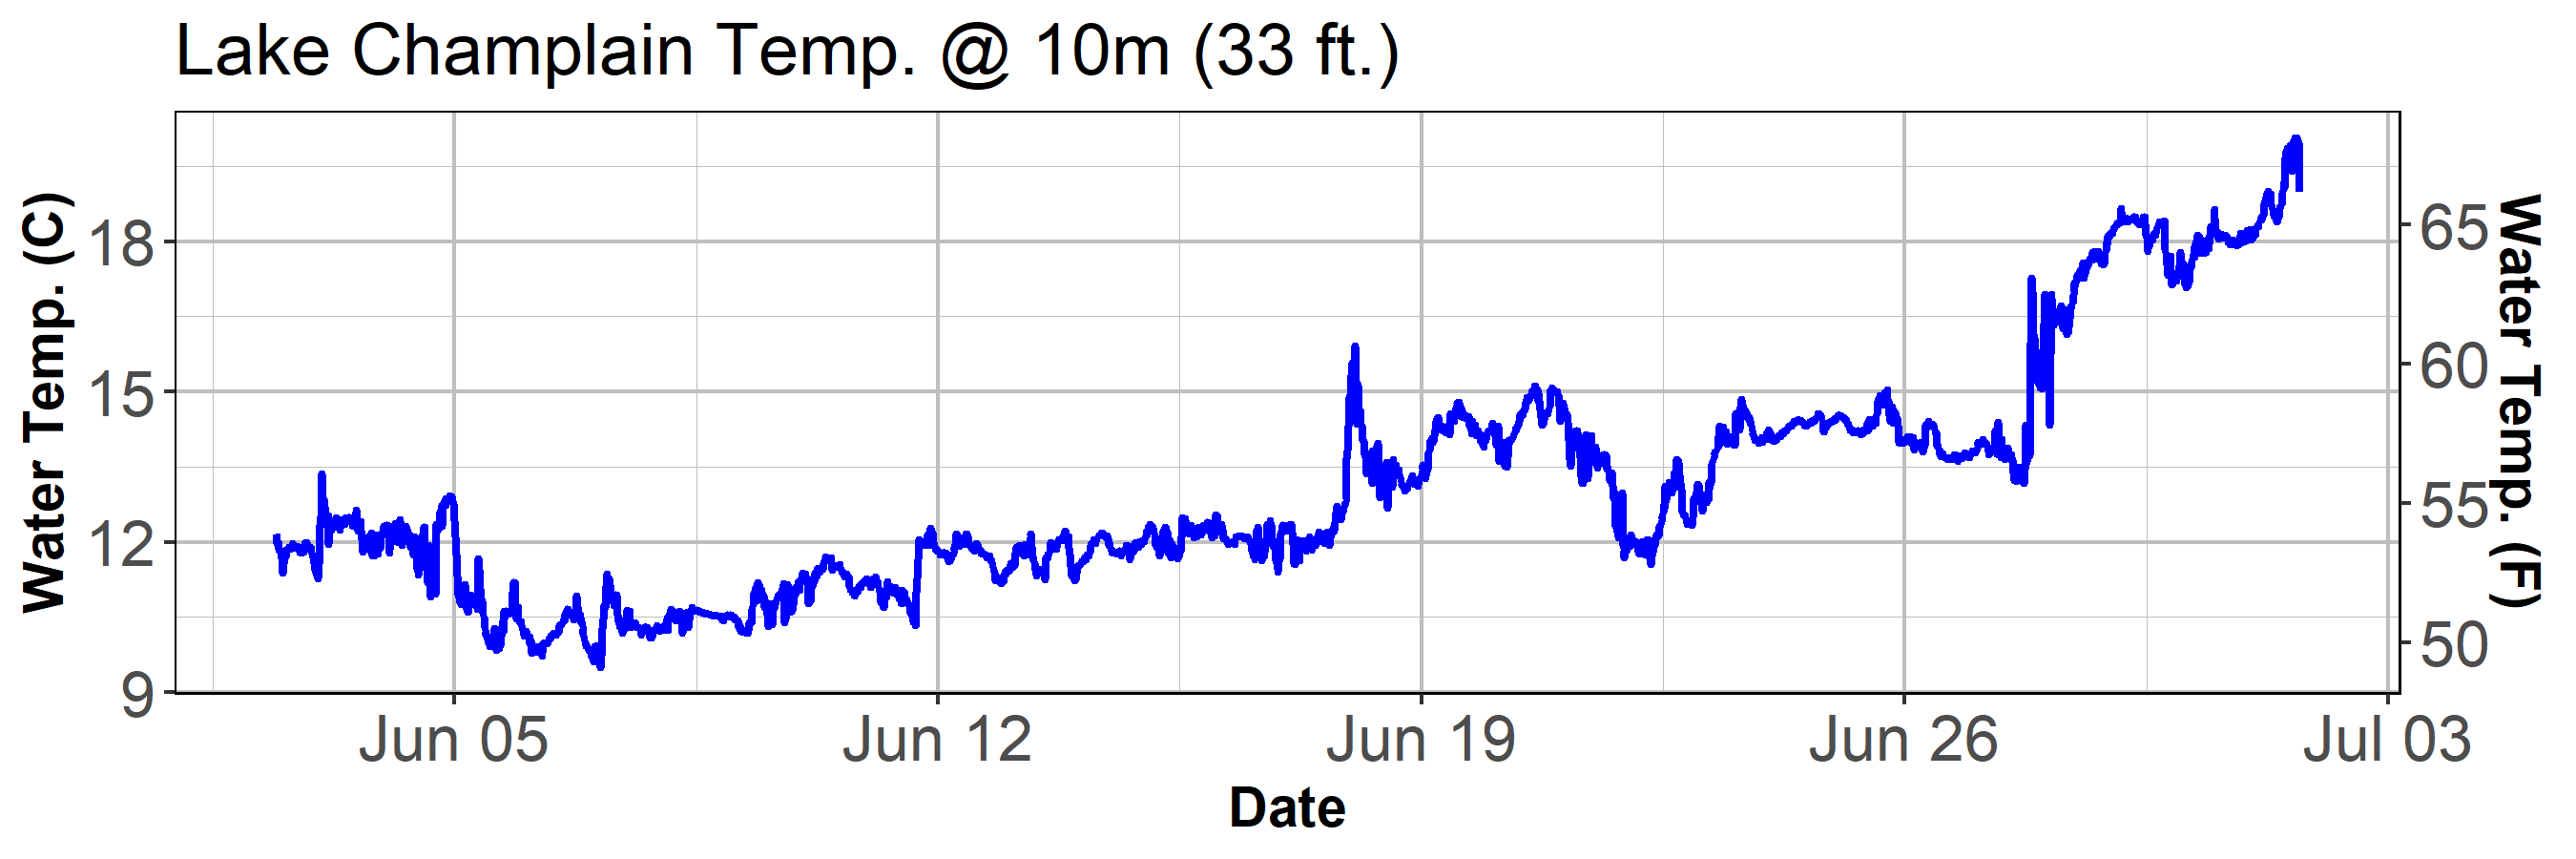 Lake Champlain Temp. @ 10m (33 ft.)
Water Temp. (C)
18
15
12
9
65
60
55
50
Water Temp. (F)
Jun 05 Jun 12 Jun 19 Jun 26 Jul 03
Date